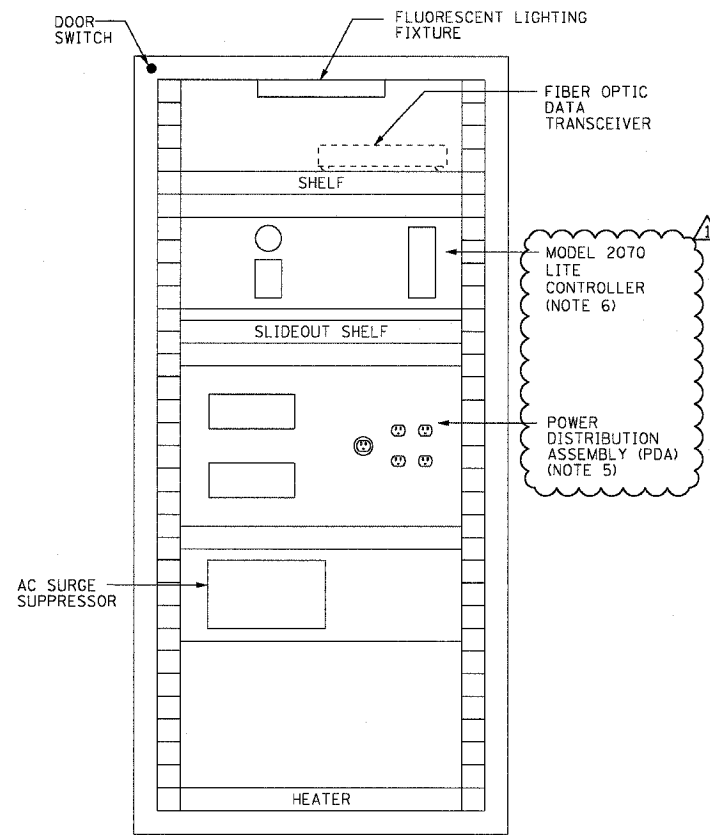 DOOR
SWITCH
FLUORESCENT LIGHTING
FIXTURE
FIBER OPTIC
DATA
TRANSCEIVER
SHELF
1
MODEL 2070
LITE
CONTROLLER
(NOTE 6)
SLIDEOUT SHELF
POWER
DISTRIBUTION
ASSEMBLY (PDA)
(NOTE 5)
AC SURGE
SUPPRESSOR
HEATER